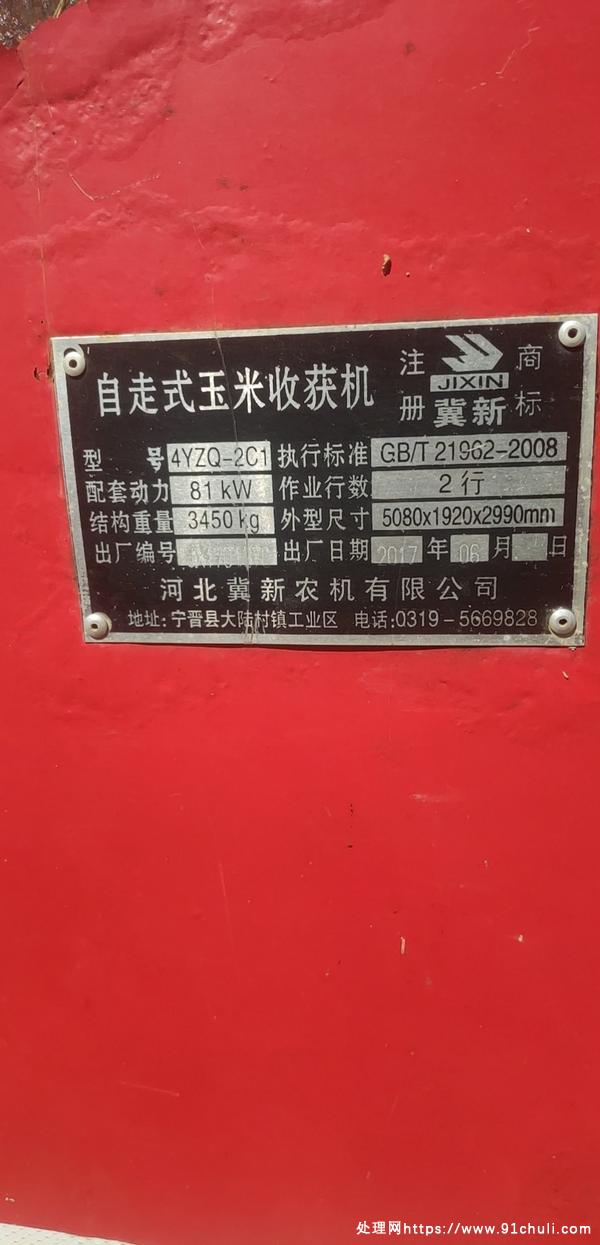 自走式玉米收获机
注册 JIXIN 冀新 商标
型号 4YZQ-2C1 执行标准 GB/T 21962-2008
配套动力 81 kW 作业行数 2 行
结构重量 3450 kg 外型尺寸 5080x1920x2990mm
出厂编号 出厂日期 2017 年 06 月 日
河北冀新农机有限公司
地址:宁晋县大陆村镇工业区 电话:0319-5669828
处理网https://www.91chuli.com/